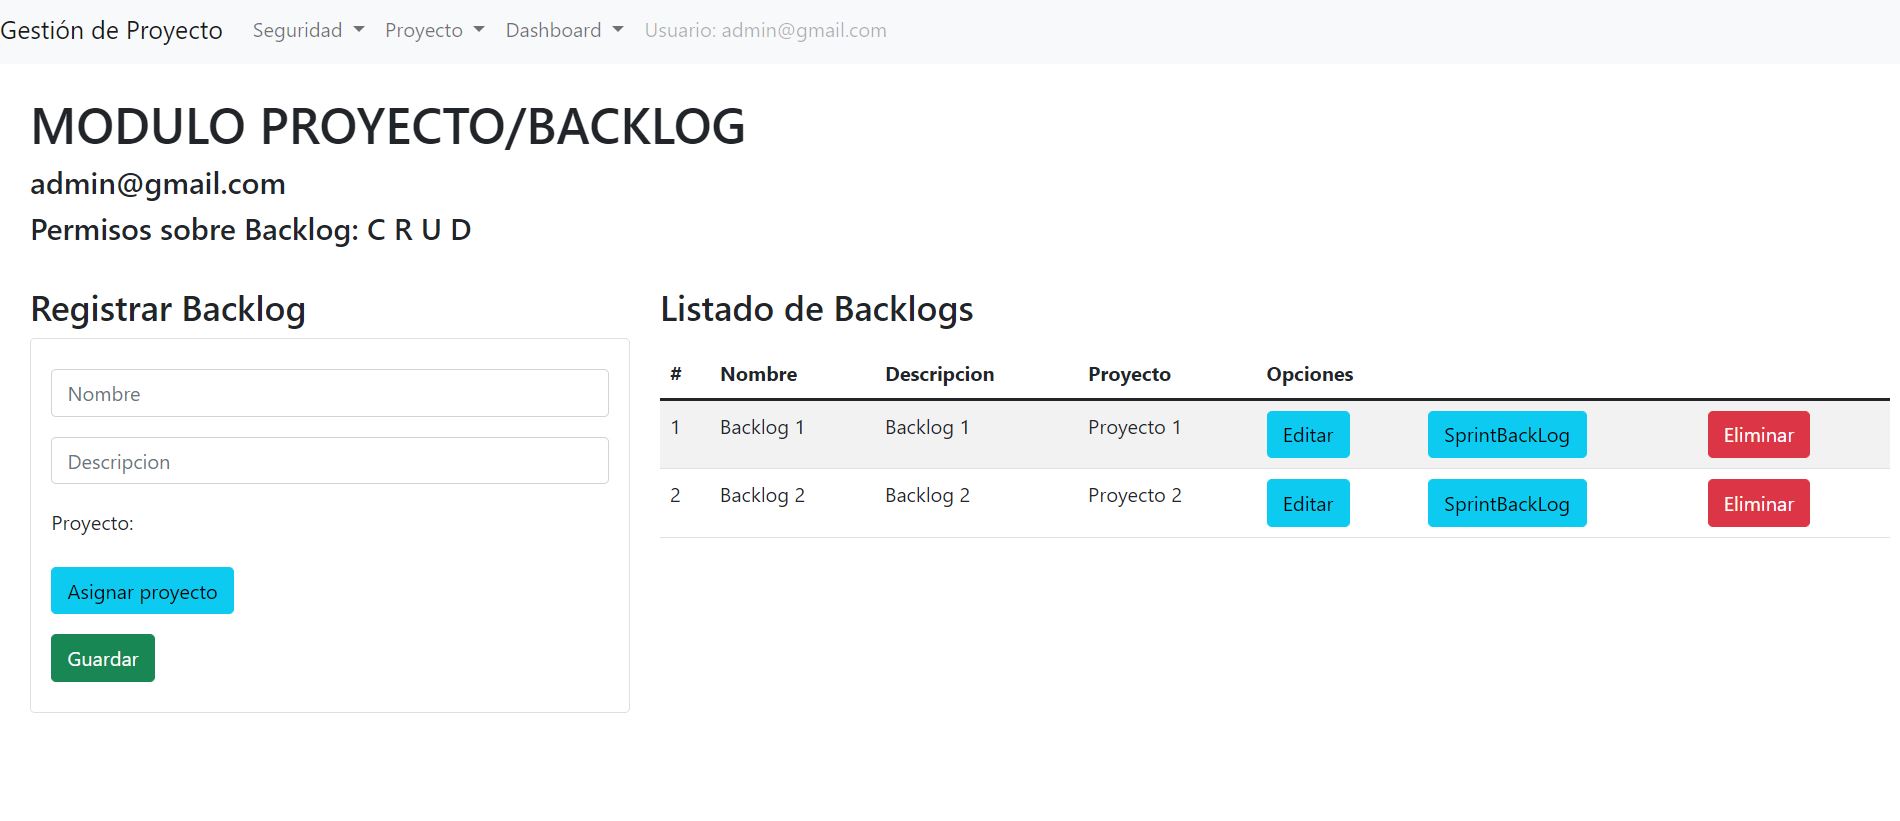 Gestión de Proyecto Seguridad Proyecto Dashboard Usuario: admin@gmail.com
MODULO PROYECTO/BACKLOG
admin@gmail.com
Permisos sobre Backlog: C R U D
Registrar Backlog
Nombre
Descripcion
Proyecto:
Asignar proyecto
Guardar
Listado de Backlogs
# Nombre Descripcion Proyecto Opciones
1 Backlog 1 Backlog 1 Proyecto 1 Editar SprintBackLog Eliminar
2 Backlog 2 Backlog 2 Proyecto 2 Editar SprintBackLog Eliminar